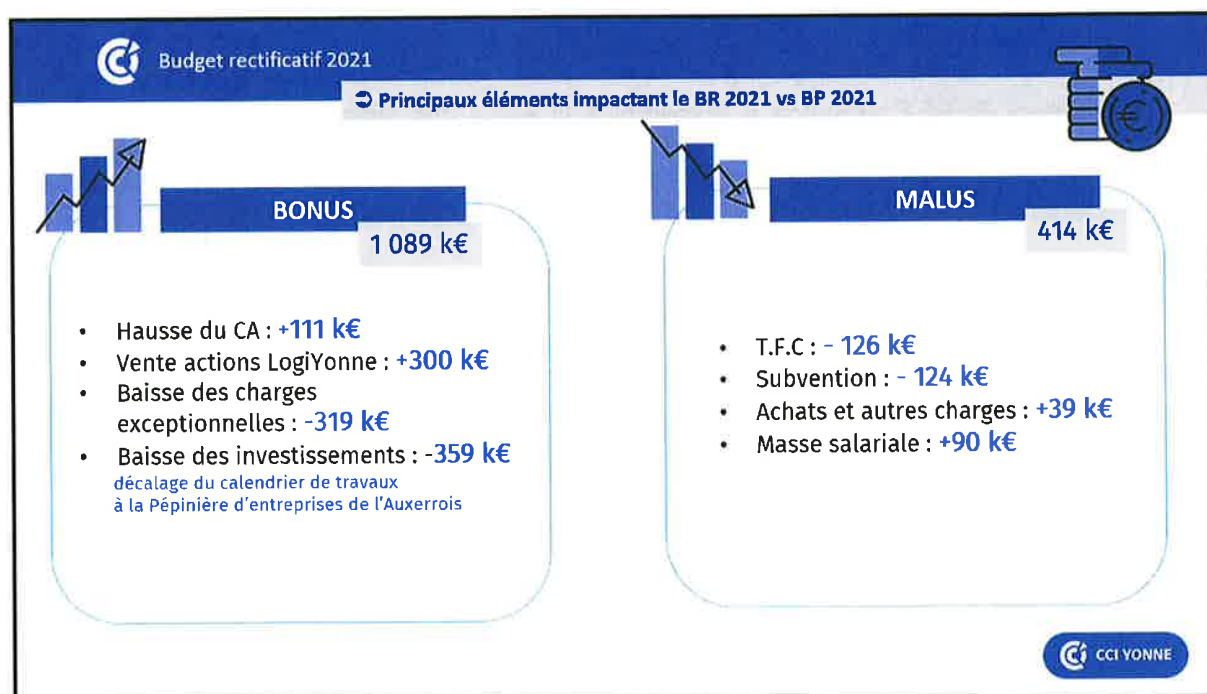 Budget rectificatif 2021
➲ Principaux éléments impactant le BR 2021 vs BP 2021
BONUS
1 089 k€
• Hausse du CA : +111 k€
• Vente actions LogiYonne : +300 k€
• Baisse des charges
exceptionnelles : -319 k€
• Baisse des investissements : -359 k€
décalage du calendrier de travaux
à la Pépinière d'entreprises de l'Auxerrois
MALUS
414 k€
• T.F.C : - 126 k€
• Subvention : - 124 k€
• Achats et autres charges : +39 k€
• Masse salariale : +90 k€
CCI YONNE